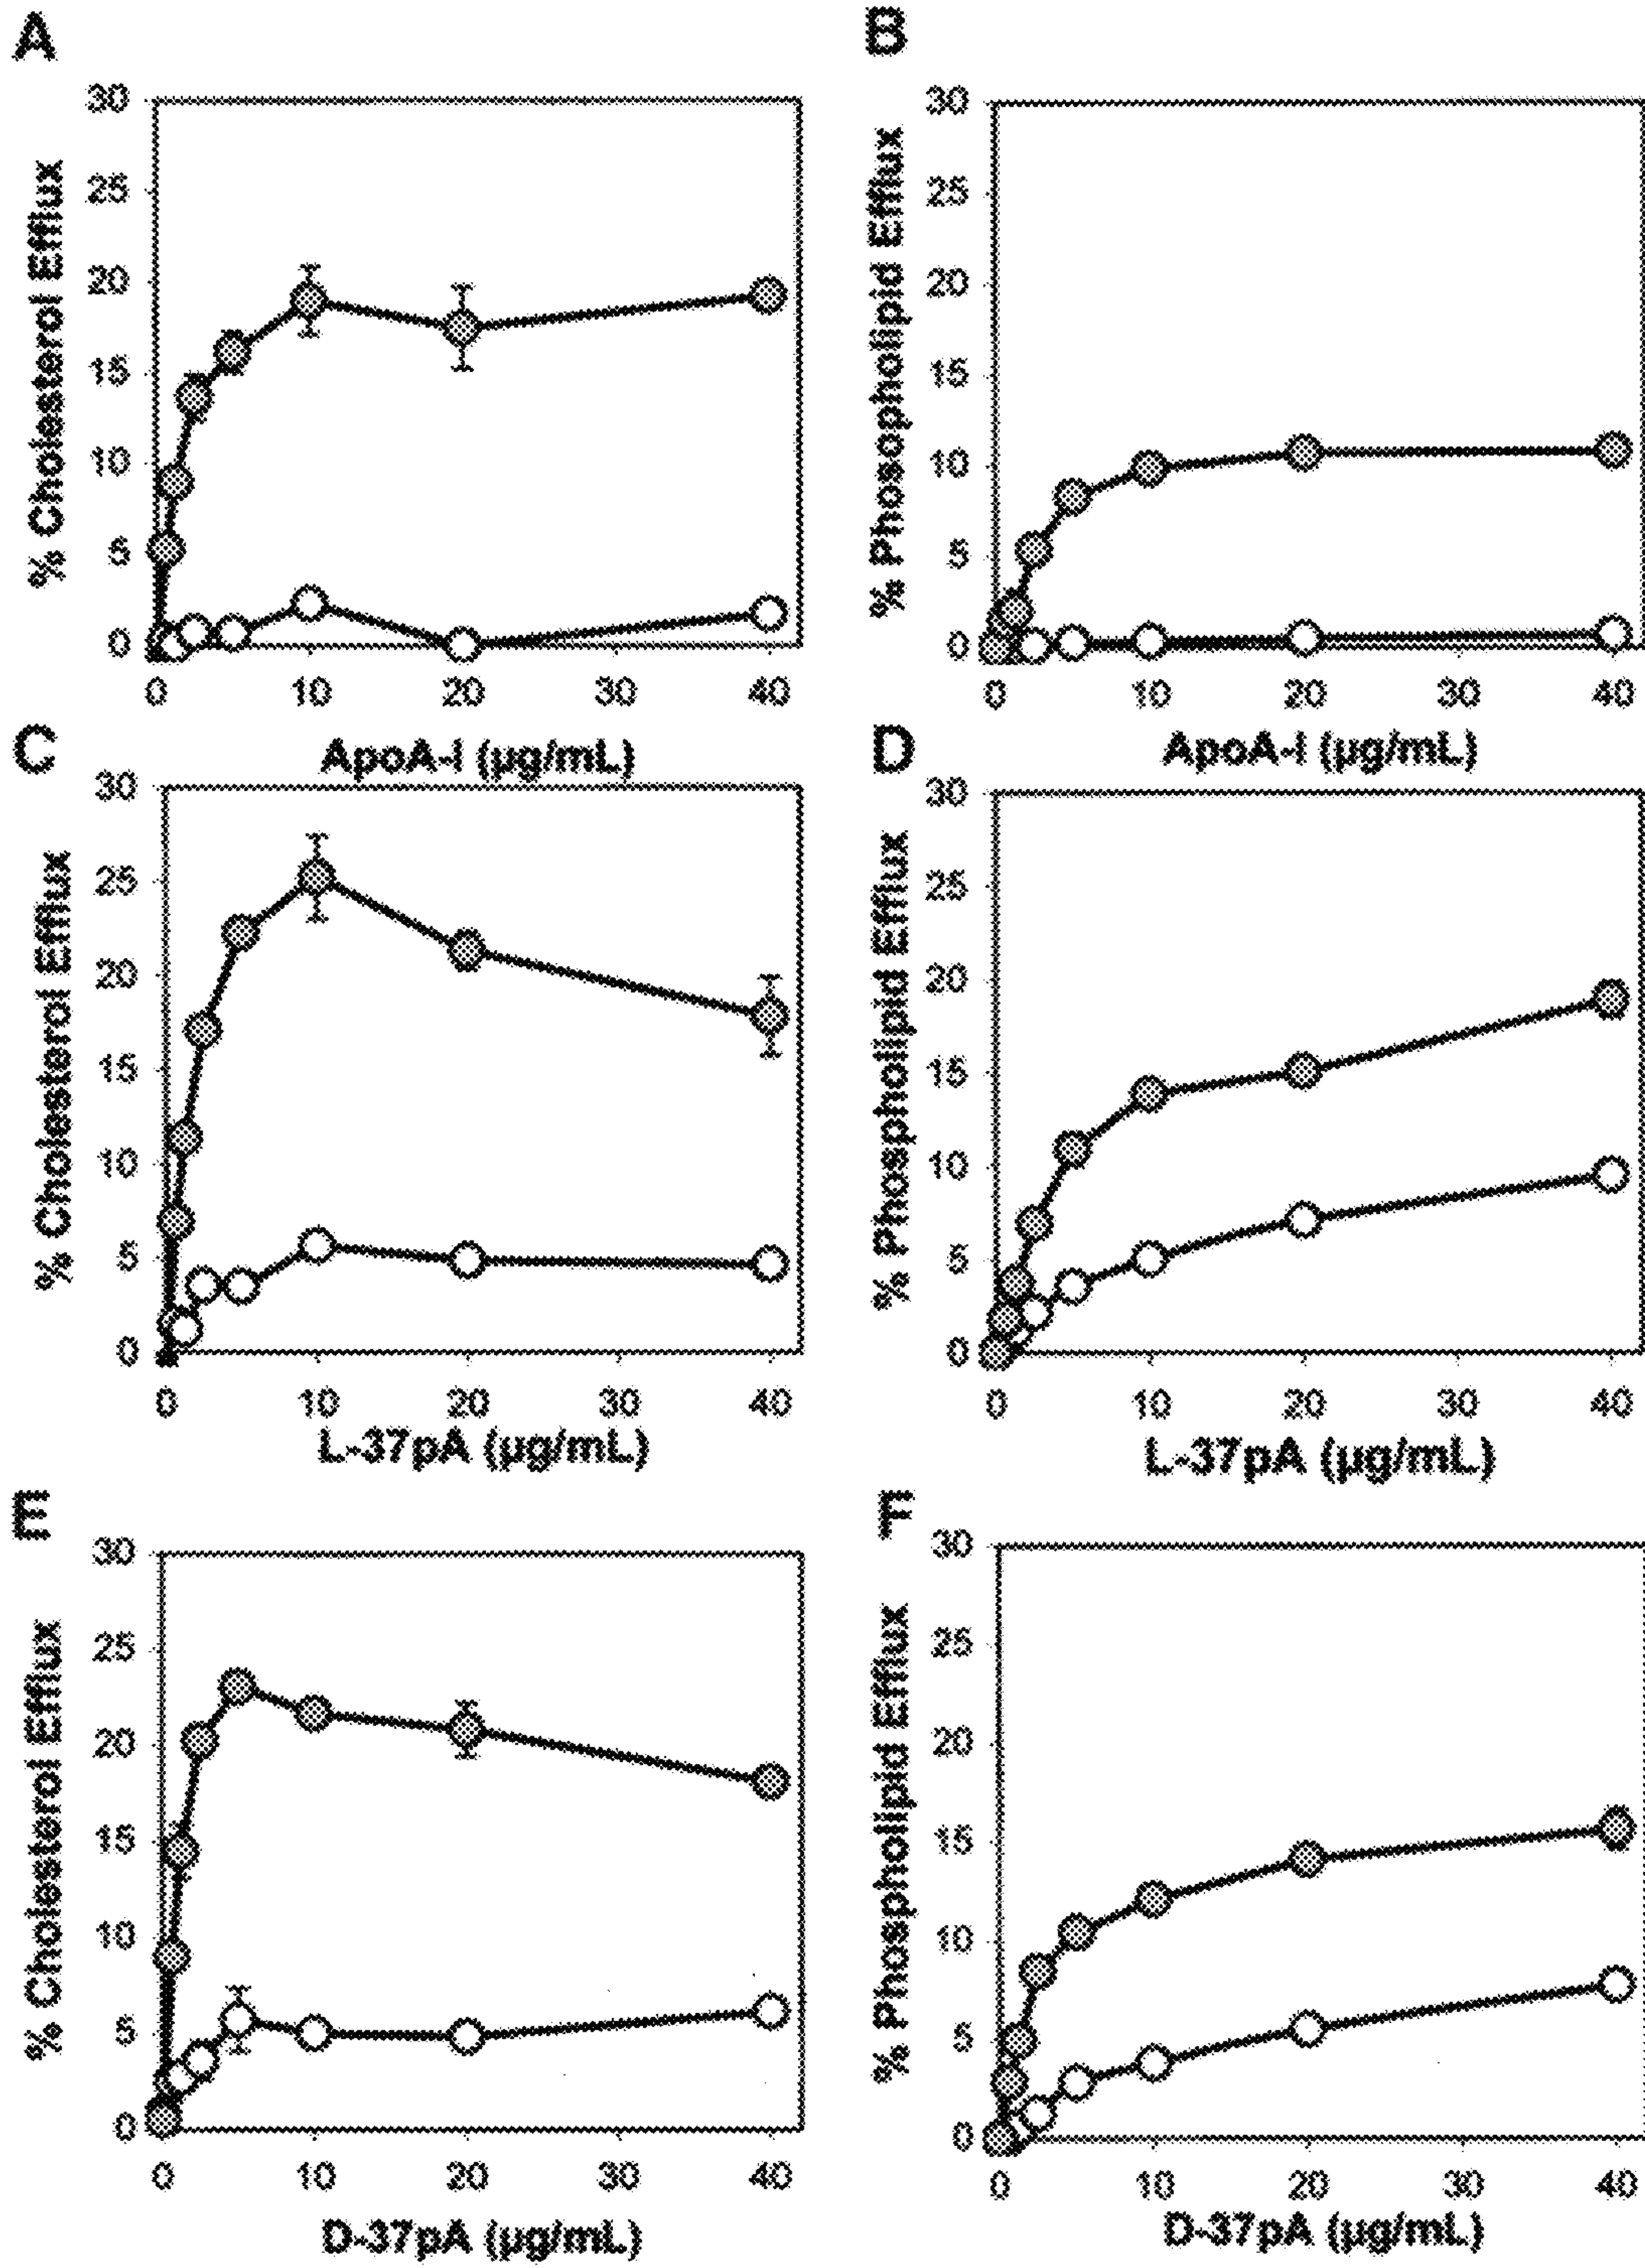 A
% Cholesterol Efflux
30
25
20
15
10
5
0
0 10 20 30 40
ApoA-I (µg/mL)
B
% Phosopholipid Efflux
30
25
20
15
10
5
0
0 10 20 30 40
ApoA-I (µg/mL)
C
% Cholesterol Efflux
30
25
20
15
10
5
0
0 10 20 30 40
L-37pA (µg/mL)
D
% Phospholipid Efflux
30
25
20
15
10
5
0
0 10 20 30 40
L-37pA (µg/mL)
E
% Cholesterol Efflux
30
25
20
15
10
5
0
0 10 20 30 40
D-37pA (µg/mL)
F
% Phospholipid Efflux
30
25
20
15
10
5
0
0 10 20 30 40
D-37pA (µg/mL)